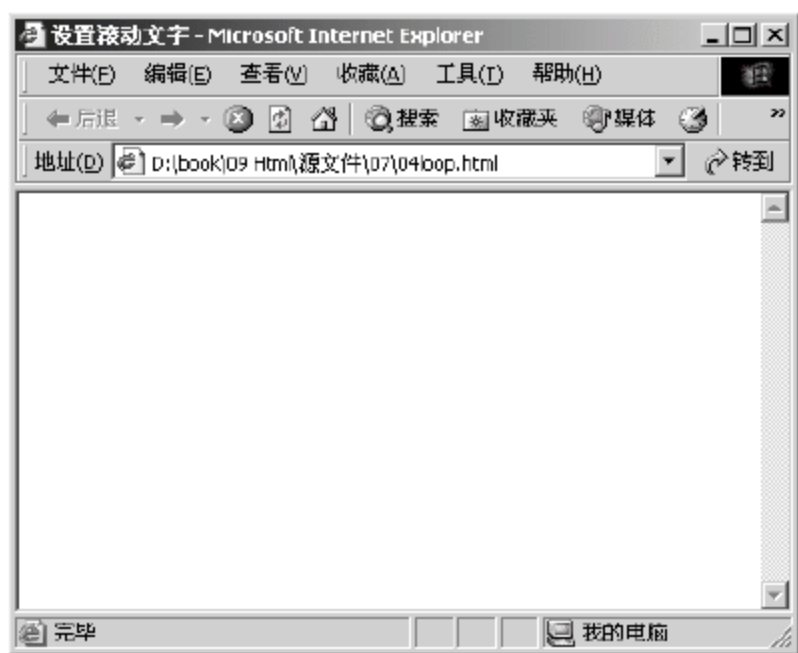 设置滚动文字 - Microsoft Internet Explorer
文件(F) 编辑(E) 查看(V) 收藏(A) 工具(T) 帮助(H)
后退 搜索 收藏夹 媒体 »
地址(D) D:\book\09 Html\源文件\07\04loop.html 转到
完毕 我的电脑